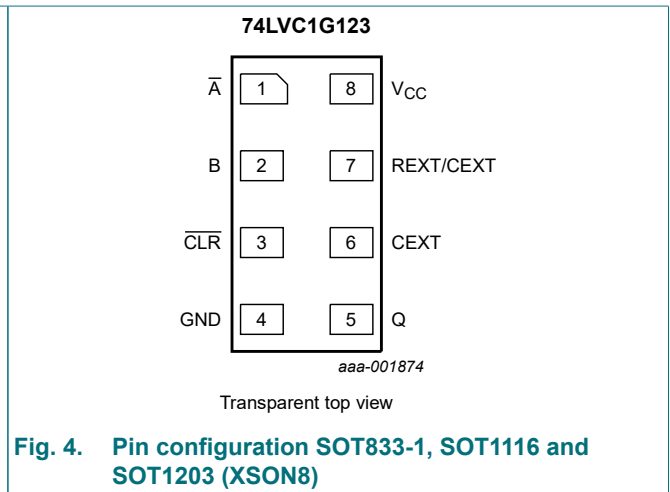 74LVC1G123
A̅ 1 8 VCC
B 2 7 REXT/CEXT
C̅L̅R̅ 3 6 CEXT
GND 4 5 Q
aaa-001874
Transparent top view
Fig. 4. Pin configuration SOT833-1, SOT1116 and
SOT1203 (XSON8)